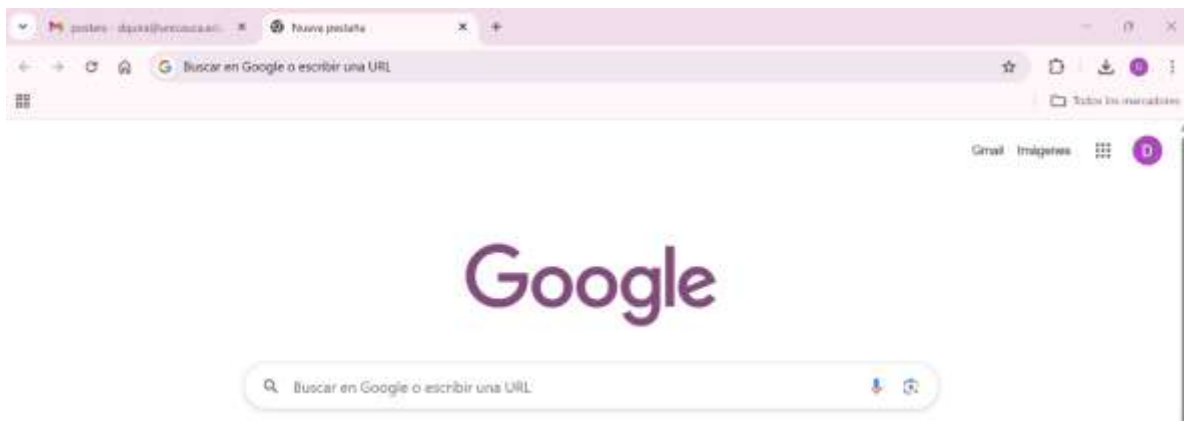 Nueva pestaña
Buscar en Google o escribir una URL
Todos los marcadores
Gmail Imágenes D
Google
Buscar en Google o escribir una URL